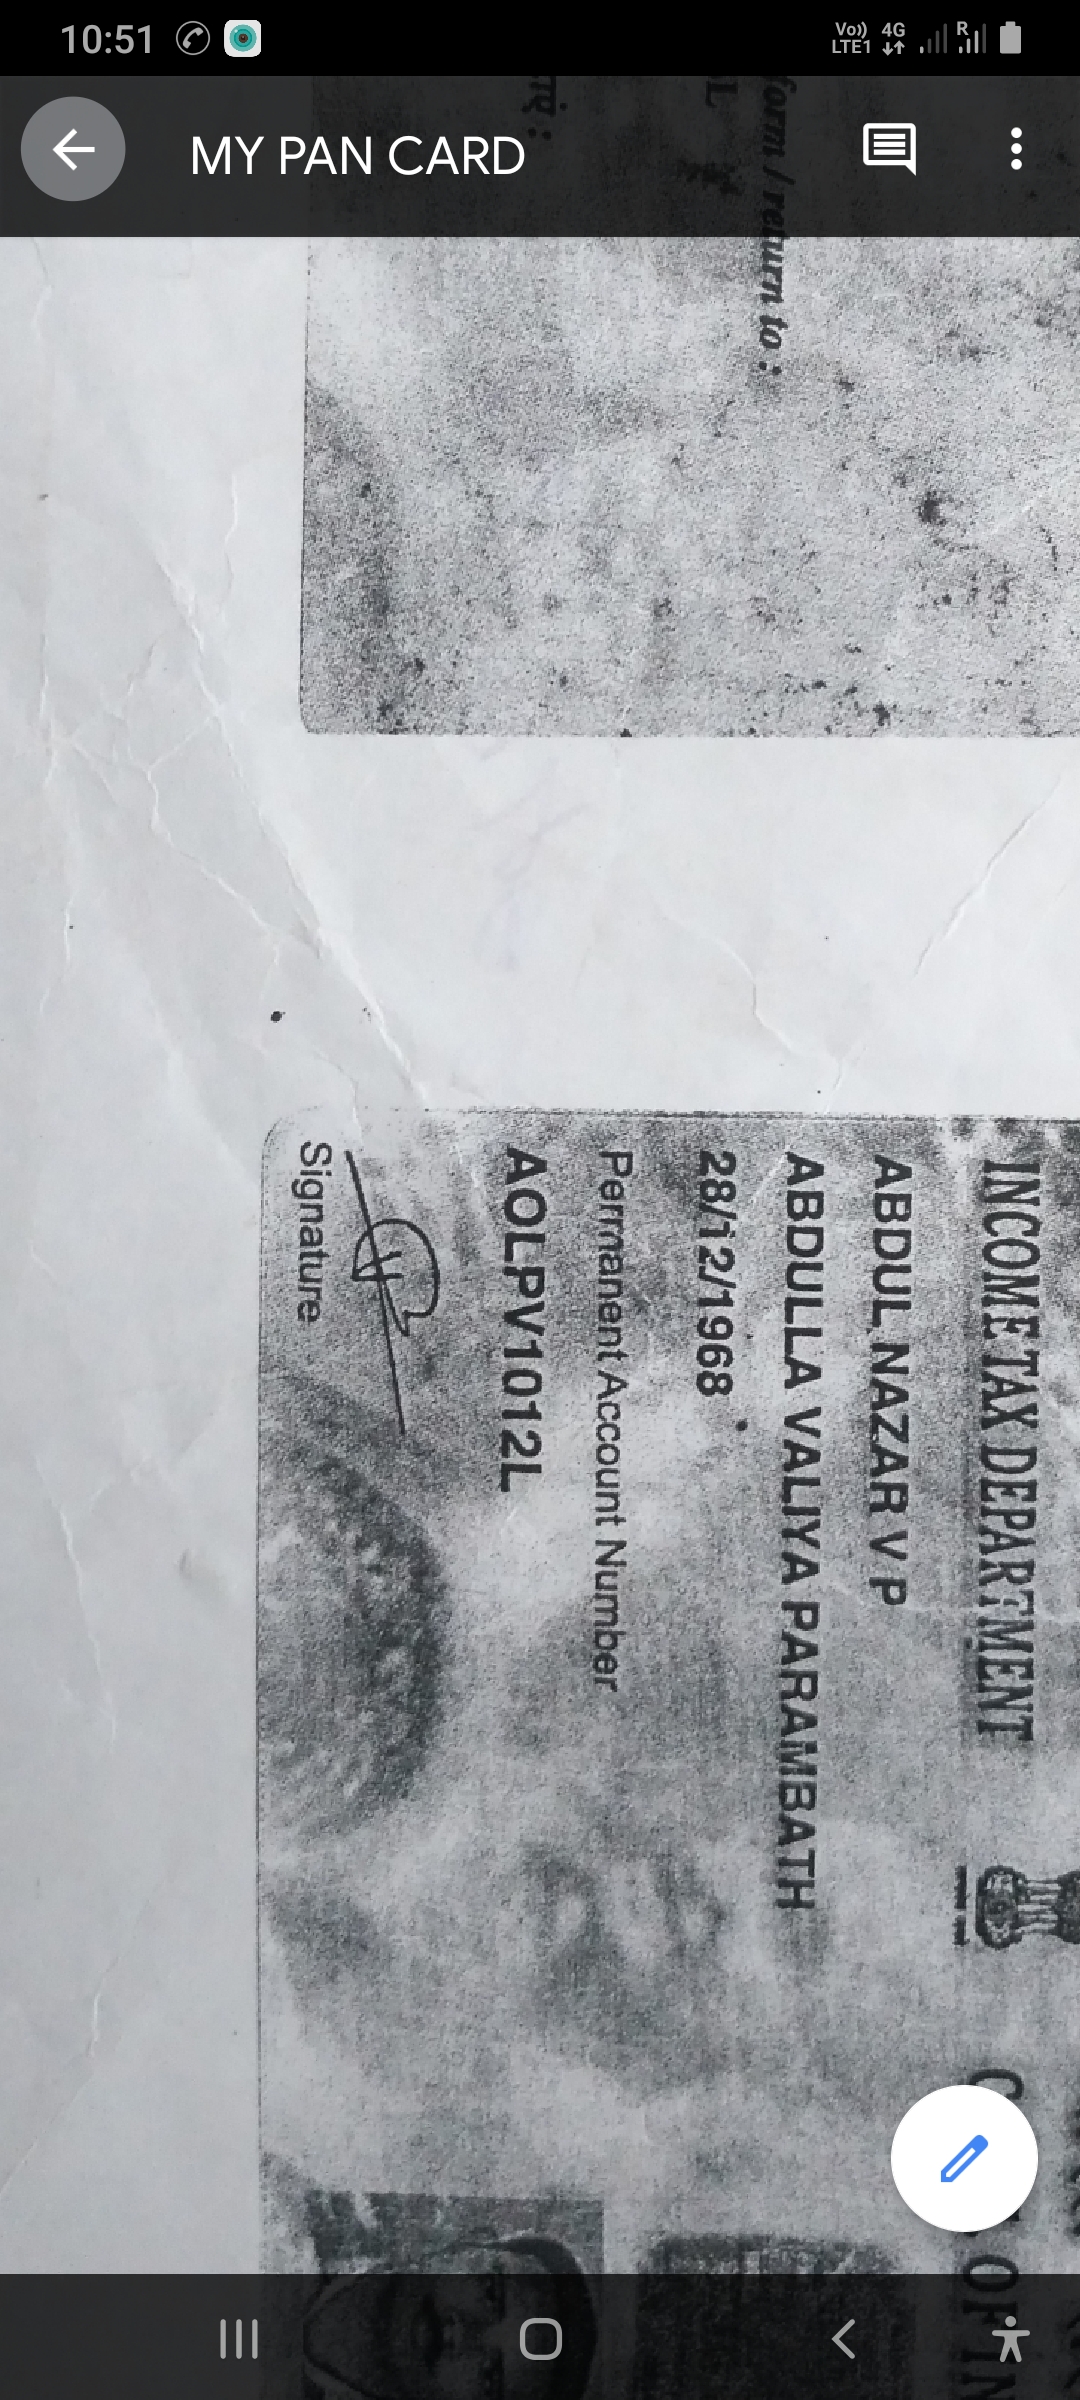 10:51
Vo)) LTE1 4G R
MY PAN CARD
form / return to :
INCOME TAX DEPARTMENT
ABDUL NAZAR V P
ABDULLA VALIYA PARAMBATH
28/12/1968
Permanent Account Number
AOLPV1012L
Signature